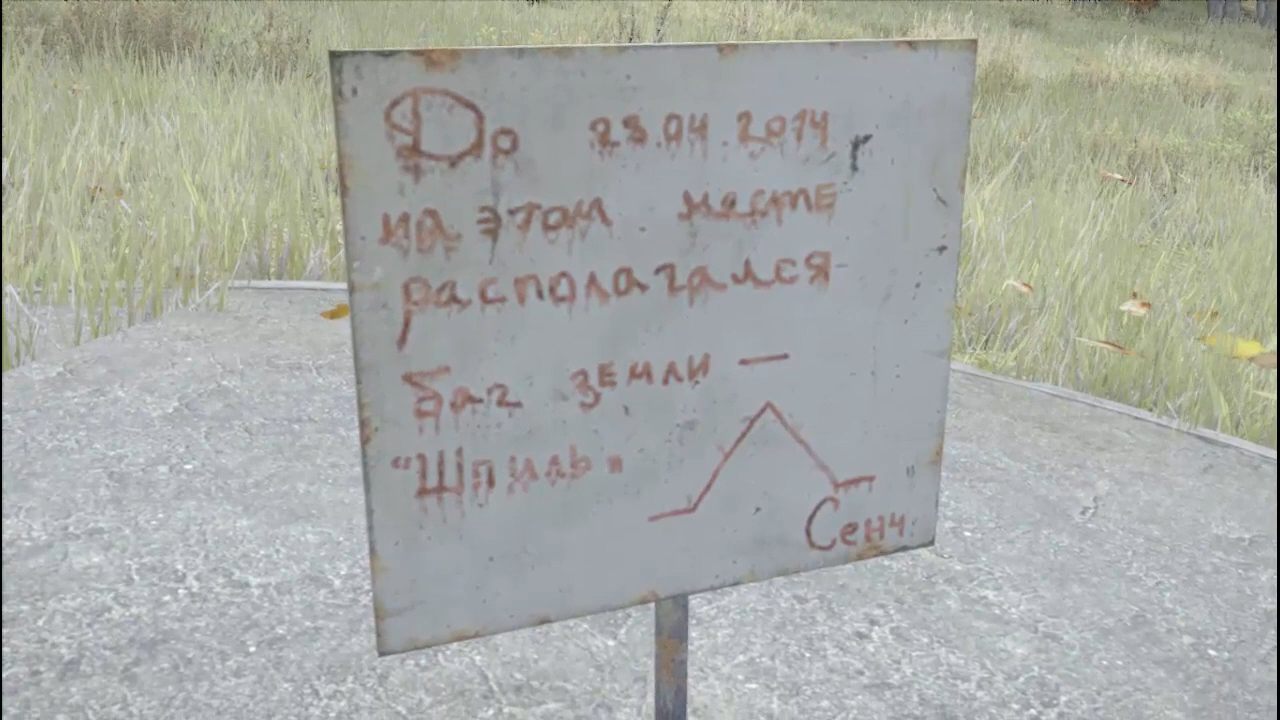 До 23.04.2014
на этом месте
располагался
баг земли —
"Шпиль".
Сенч